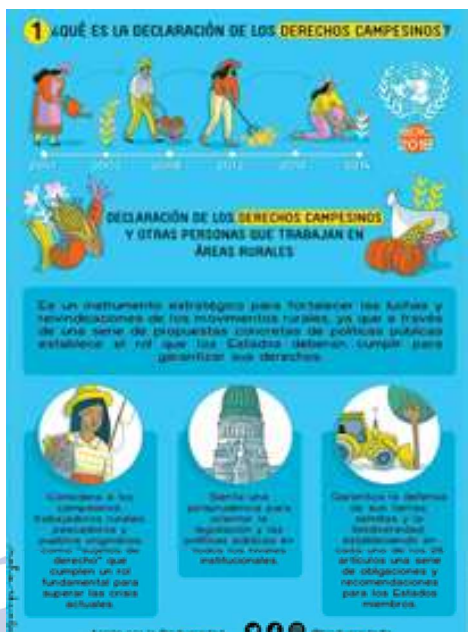 1 ¿QUÉ ES LA DECLARACIÓN DE LOS DERECHOS CAMPESINOS?
2018
DECLARACIÓN DE LOS DERECHOS CAMPESINOS
Y OTRAS PERSONAS QUE TRABAJAN EN
ÁREAS RURALES
Es un instrumento estratégico para fortalecer las luchas y
reivindicaciones de los movimientos rurales, ya que a través
de una serie de propuestas concretas de políticas públicas
establece el rol que los Estados deberán cumplir para
garantizar sus derechos.
Considera a los
campesinos,
trabajadores rurales,
pescadores y
pueblos originarios
como "sujetos de
derecho" que
cumplen un rol
fundamental para
superar las crisis
actuales.
Sienta una
jurisprudencia para
orientar la
legislación y las
políticas públicas en
todos los niveles
institucionales.
Garantiza la defensa
de sus tierras,
semillas y la
biodiversidad
estableciendo en
cada uno de los 28
artículos una serie
de obligaciones y
recomendaciones
para los Estados
miembros.